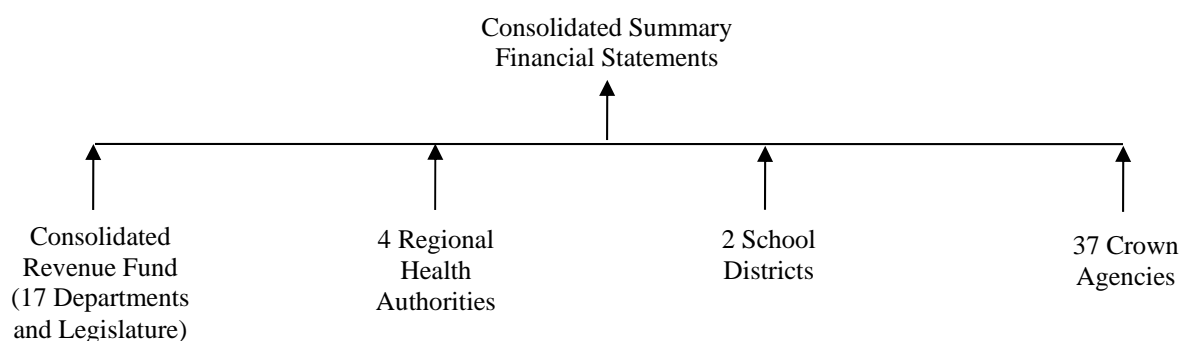 Consolidated Summary
Financial Statements
Consolidated
Revenue Fund
(17 Departments
and Legislature)
4 Regional
Health
Authorities
2 School
Districts
37 Crown
Agencies